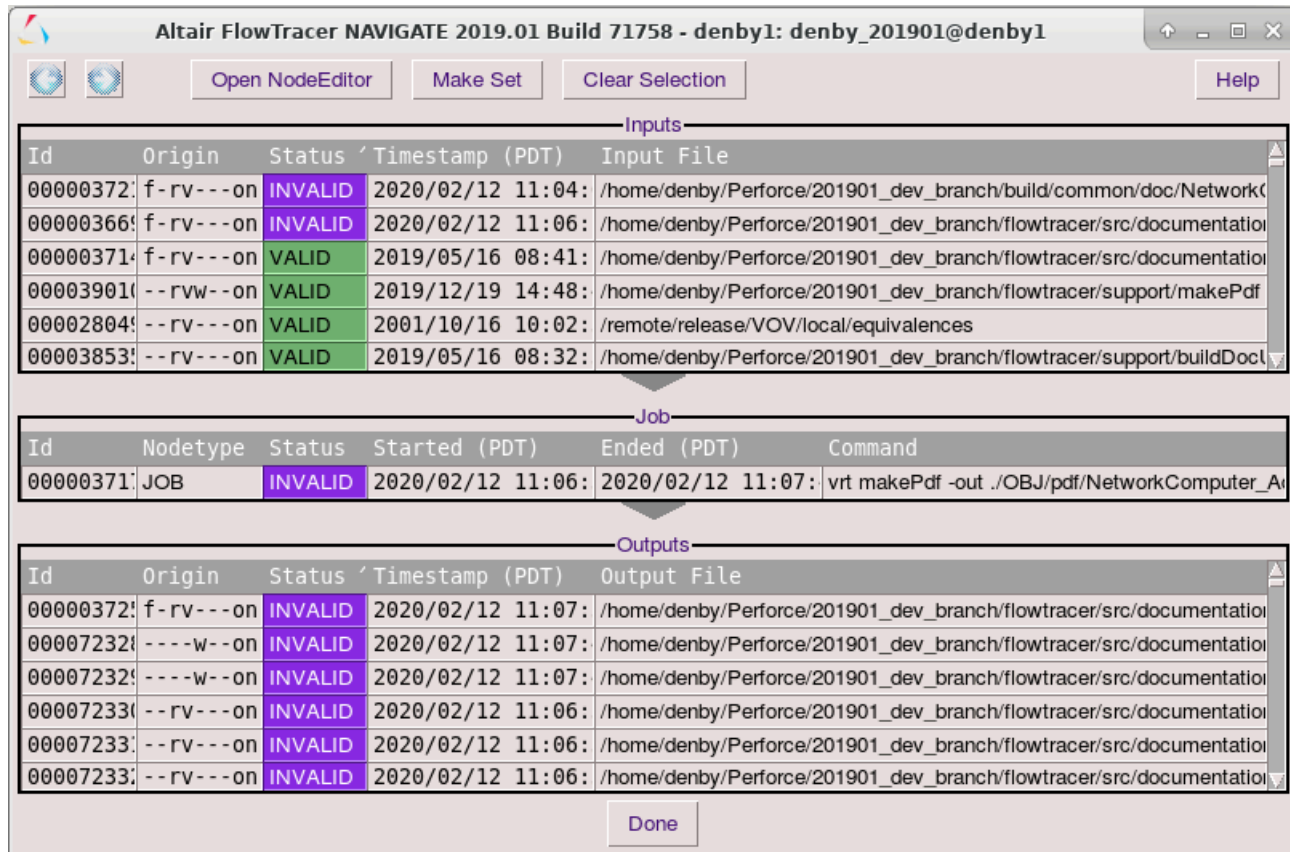 Altair FlowTracer NAVIGATE 2019.01 Build 71758 - denby1: denby_201901@denby1
Open NodeEditor Make Set Clear Selection Help
Inputs
Id Origin Status Timestamp (PDT) Input File
f-rv---on INVALID 2020/02/12 11:04: /home/denby/Perforce/201901_dev_branch/build/common/doc/Network
f-rv---on INVALID 2020/02/12 11:06: /home/denby/Perforce/201901_dev_branch/flowtracer/src/documentation
f-rv---on VALID 2019/05/16 08:41: /home/denby/Perforce/201901_dev_branch/flowtracer/src/documentation
--rvw--on VALID 2019/12/19 14:48: /home/denby/Perforce/201901_dev_branch/flowtracer/support/makePdf
--rv---on VALID 2001/10/16 10:02: /remote/release/VOV/local/equivalences
--rv---on VALID 2019/05/16 08:32: /home/denby/Perforce/201901_dev_branch/flowtracer/support/buildDoc
Job
Id Nodetype Status Started (PDT) Ended (PDT) Command
JOB INVALID 2020/02/12 11:06: 2020/02/12 11:07: vrt makePdf -out ./OBJ/pdf/NetworkComputer_A
Outputs
Id Origin Status Timestamp (PDT) Output File
f-rv---on INVALID 2020/02/12 11:07: /home/denby/Perforce/201901_dev_branch/flowtracer/src/documentation
----w--on INVALID 2020/02/12 11:07: /home/denby/Perforce/201901_dev_branch/flowtracer/src/documentation
----w--on INVALID 2020/02/12 11:07: /home/denby/Perforce/201901_dev_branch/flowtracer/src/documentation
--rv---on INVALID 2020/02/12 11:06: /home/denby/Perforce/201901_dev_branch/flowtracer/src/documentation
--rv---on INVALID 2020/02/12 11:06: /home/denby/Perforce/201901_dev_branch/flowtracer/src/documentation
--rv---on INVALID 2020/02/12 11:06: /home/denby/Perforce/201901_dev_branch/flowtracer/src/documentation
Done